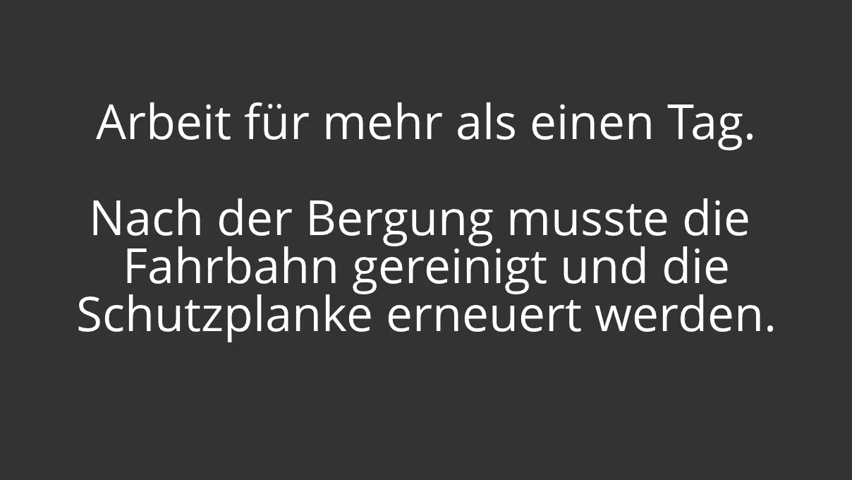 Arbeit für mehr als einen Tag.
Nach der Bergung musste die
Fahrbahn gereinigt und die
Schutzplanke erneuert werden.